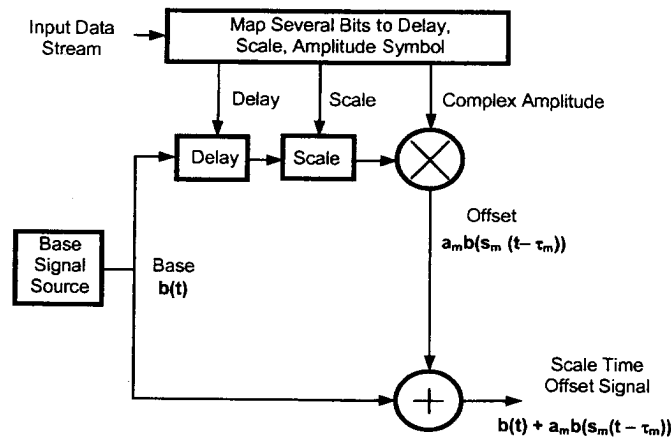 Input Data
Stream
Map Several Bits to Delay,
Scale, Amplitude Symbol
Delay
Scale
Complex Amplitude
Delay
Scale
Offset
aₘb(sₘ (t– τₘ))
Base
Signal
Source
Base
b(t)
+
Scale Time
Offset Signal
b(t) + aₘb(sₘ(t – τₘ))